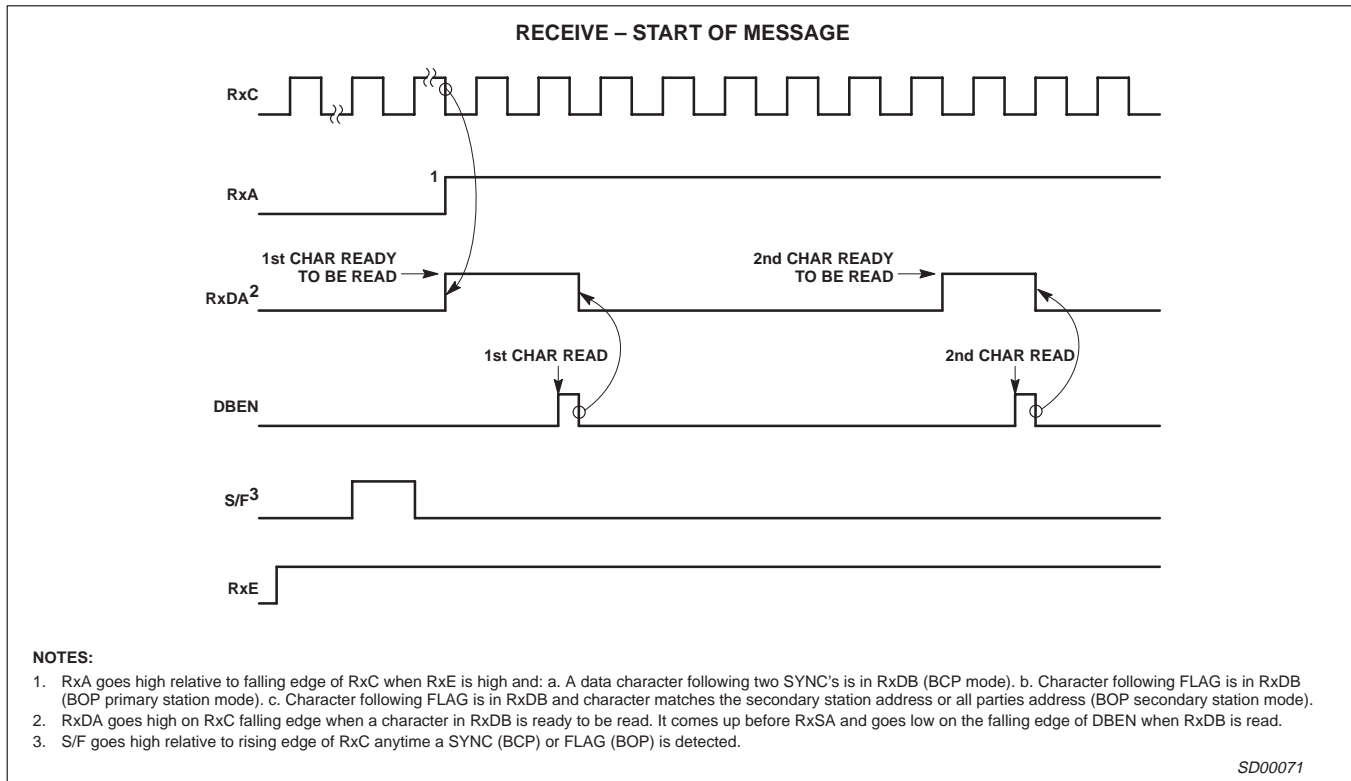 RECEIVE – START OF MESSAGE
RxC
1
RxA
1st CHAR READY
TO BE READ
2nd CHAR READY
TO BE READ
RxDA2
1st CHAR READ
2nd CHAR READ
DBEN
S/F3
RxE
NOTES:
1. RxA goes high relative to falling edge of RxC when RxE is high and: a. A data character following two SYNC's is in RxDB (BCP mode). b. Character following FLAG is in RxDB
(BOP primary station mode). c. Character following FLAG is in RxDB and character matches the secondary station address or all parties address (BOP secondary station mode).
2. RxDA goes high on RxC falling edge when a character in RxDB is ready to be read. It comes up before RxSA and goes low on the falling edge of DBEN when RxDB is read.
3. S/F goes high relative to rising edge of RxC anytime a SYNC (BCP) or FLAG (BOP) is detected.
SD00071